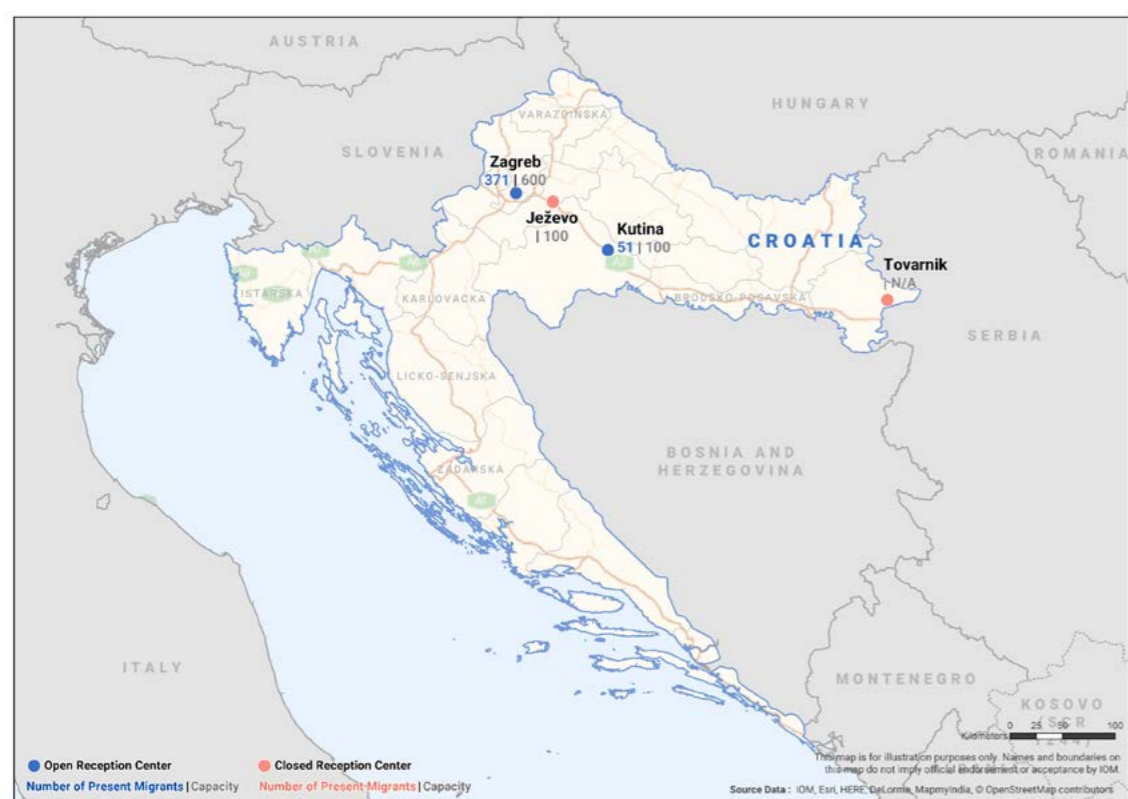 AUSTRIA
HUNGARY
VARAZDINSKA
SLOVENIA
ROMANIA
Zagreb
371 | 600
Ježevo
| 100
Kutina
51 | 100
CROATIA
Tovarnik
| N/A
A3
ISTARSKA
KARLOVACKA
BRODSKO-POSAVSKA
SERBIA
LICKO-SENJSKA
BOSNIA AND
HERZEGOVINA
ZADARSKA
A1
ITALY
MONTENEGRO
KOSOVO
(SCR
1244)
0 25 50 100
Kilometers
Open Reception Center
Number of Present Migrants | Capacity
Closed Reception Center
Number of Present Migrants | Capacity
This map is for illustration purposes only. Names and boundaries on
this map do not imply official endorsement or acceptance by IOM.
Source Data : IOM, Esri, HERE, DeLorme, MapmyIndia, © OpenStreetMap contributors